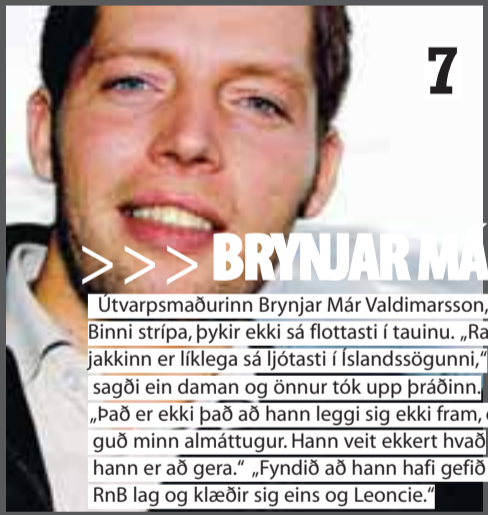 7
>>> BRYNJAR MÁ
Útvarpsmaðurinn Brynjar Már Valdimarsson,
Binni strípa, þykir ekki sá flottasti í tauinu. „Ra
jakkinn er líklega sá ljótasti í Íslandssögunni,“
sagði ein daman og önnur tók upp þráðinn.
„Það er ekki það að hann leggi sig ekki fram,
guð minn almáttugur. Hann veit ekkert hvað
hann er að gera.“ „Fyndið að hann hafi gefið
RnB lag og klæðir sig eins og Leoncie.“